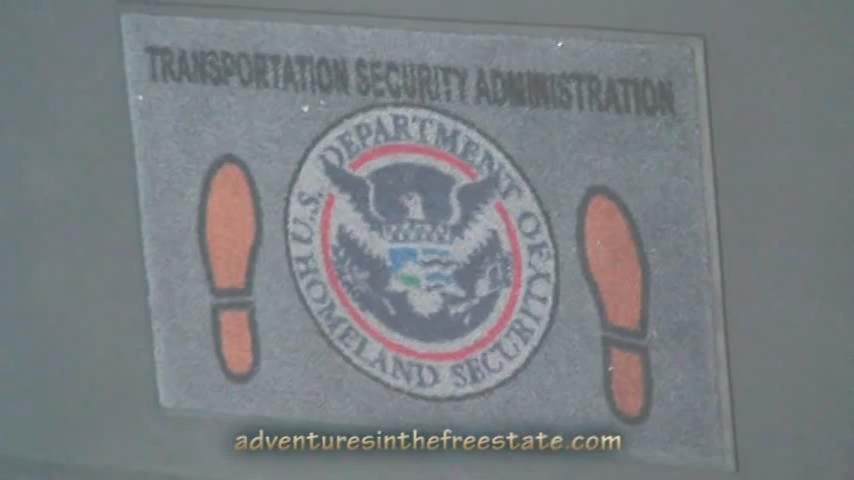 TRANSPORTATION SECURITY ADMINISTRATION
U.S. DEPARTMENT OF
HOMELAND SECURITY
adventuresinthefreestate.com